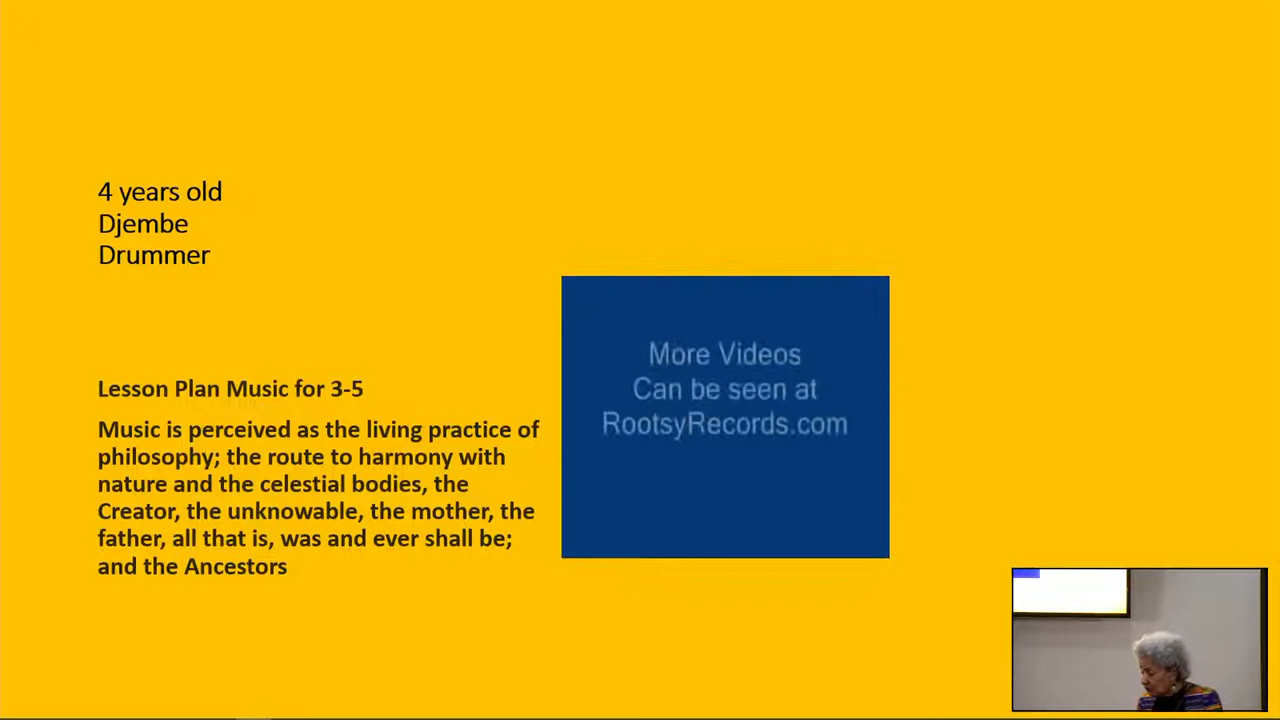 4 years old
Djembe
Drummer
Lesson Plan Music for 3-5
Music is perceived as the living practice of
philosophy; the route to harmony with
nature and the celestial bodies, the
Creator, the unknowable, the mother, the
father, all that is, was and ever shall be;
and the Ancestors
More Videos
Can be seen at
RootsyRecords.com